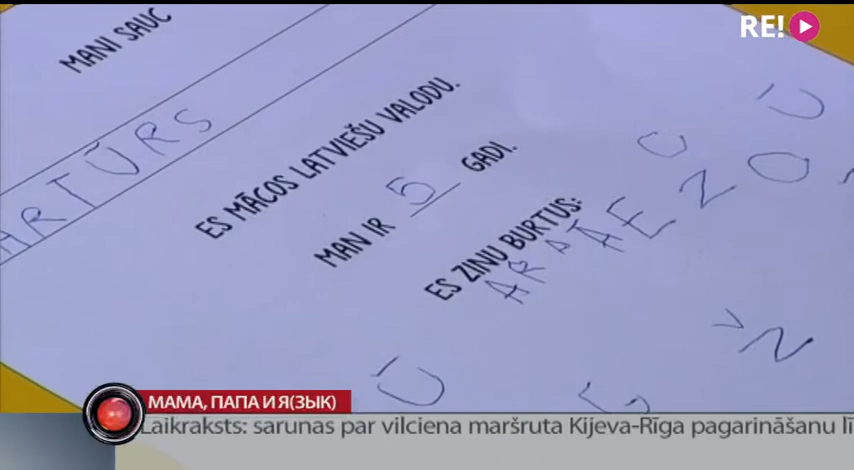 RE!
MANI SAUC
ARTŪRS
ES MĀCOS LATVIEŠU VALODU.
MAN IR 5 GADI.
ES ZINU BURTUS:
Ū
O
Z
E
Ā
A R
Ž
Ū
МАМА, ПАПА И Я(ЗЫК)
Laikraksts: sarunas par vilciena maršruta Kijeva-Rīga pagarināšanu lī